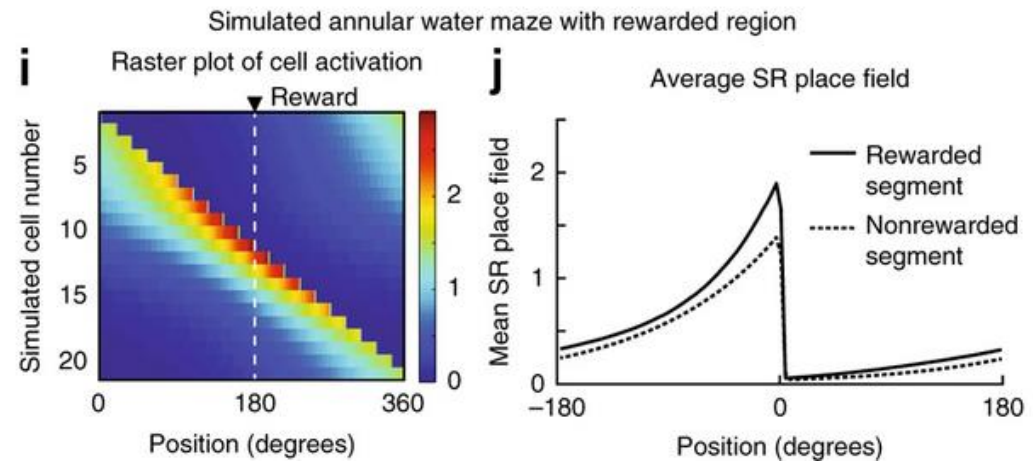 Simulated annular water maze with rewarded region
i
Raster plot of cell activation
Reward
Simulated cell number
5
10
15
20
0
180
360
Position (degrees)
2
1
0
j
Average SR place field
Mean SR place field
2
1
0
Rewarded
segment
Nonrewarded
segment
–180
0
180
Position (degrees)